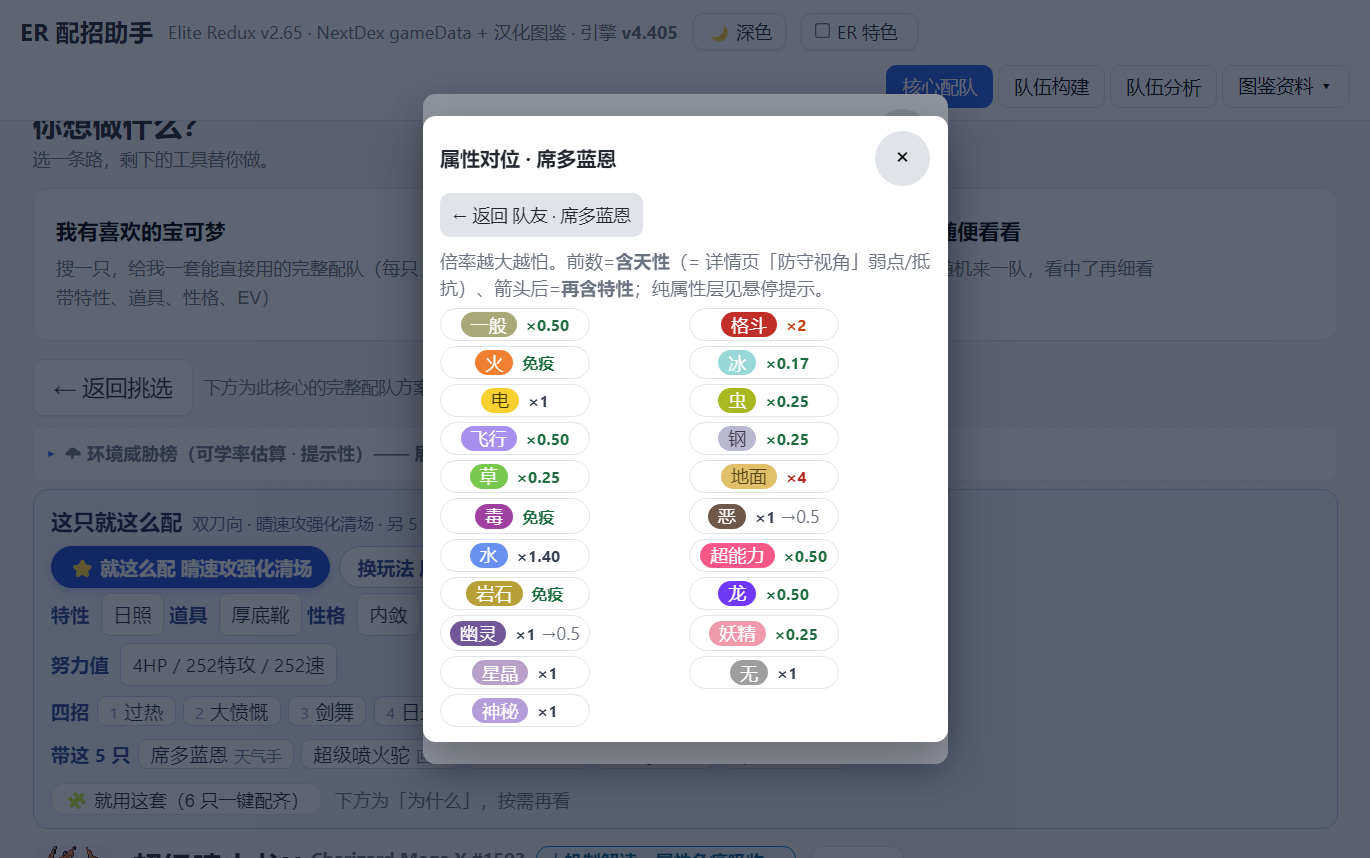 ER 配招助手 Elite Redux v2.65 · NextDex gameData + 汉化图鉴 · 引擎 v4.405 🌙 深色 ☐ ER 特色
核心配队 队伍构建 队伍分析 图鉴资料 ▾
你想做什么？
选一条路，剩下的工具替你做。
我有喜欢的宝可梦
搜一只，给我一套能直接用的完整配队（每只
带特性、道具、性格、EV）
随便看看
随机来一队，看中了再细看
← 返回挑选 下方为此核心的完整配队方案
▸ 🌩 环境威胁榜（可学率估算 · 提示性）——
这只就这么配 双刀向 · 晴速攻强化清场 · 另 5
⭐ 就这么配 晴速攻强化清场 换玩法
特性 日照 道具 厚底靴 性格 内敛
努力值 4HP / 252特攻 / 252速
四招 1 过热 2 大愤慨 3 剑舞 4 日
带这 5 只 席多蓝恩 天气手 超级喷火驼
🧩 就用这套（6 只一键配齐） 下方为「为什么」，按需再看
Charizard Mega X #1503
属性对位 · 席多蓝恩 ×
← 返回 队友 · 席多蓝恩
倍率越大越怕。前数=含天性（= 详情页「防守视角」弱点/抵
抗）、箭头后=再含特性；纯属性层见悬停提示。
一般 ×0.50 格斗 ×2
火 免疫 冰 ×0.17
电 ×1 虫 ×0.25
飞行 ×0.50 钢 ×0.25
草 ×0.25 地面 ×4
毒 免疫 恶 ×1 →0.5
水 ×1.40 超能力 ×0.50
岩石 免疫 龙 ×0.50
幽灵 ×1 →0.5 妖精 ×0.25
星晶 ×1 无 ×1
神秘 ×1